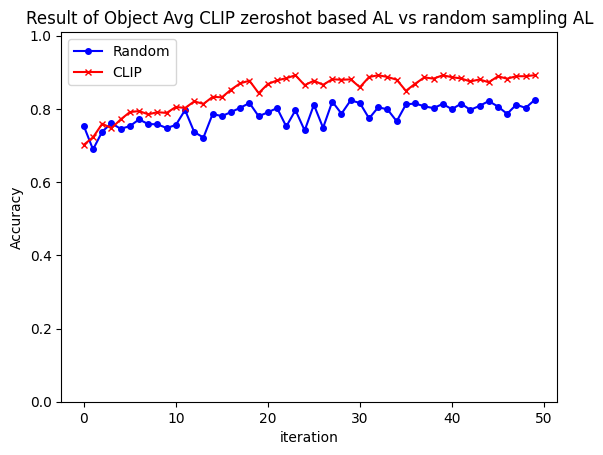 Result of Object Avg CLIP zeroshot based AL vs random sampling AL
Random
CLIP
1.0
0.8
0.6
0.4
0.2
0.0
Accuracy
0 10 20 30 40 50
iteration